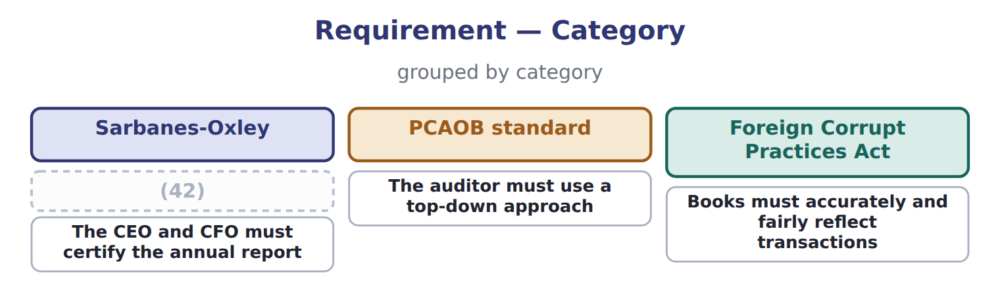 Requirement — Category
grouped by category
Sarbanes-Oxley
(42)
The CEO and CFO must
certify the annual report
PCAOB standard
The auditor must use a
top-down approach
Foreign Corrupt
Practices Act
Books must accurately and
fairly reflect
transactions